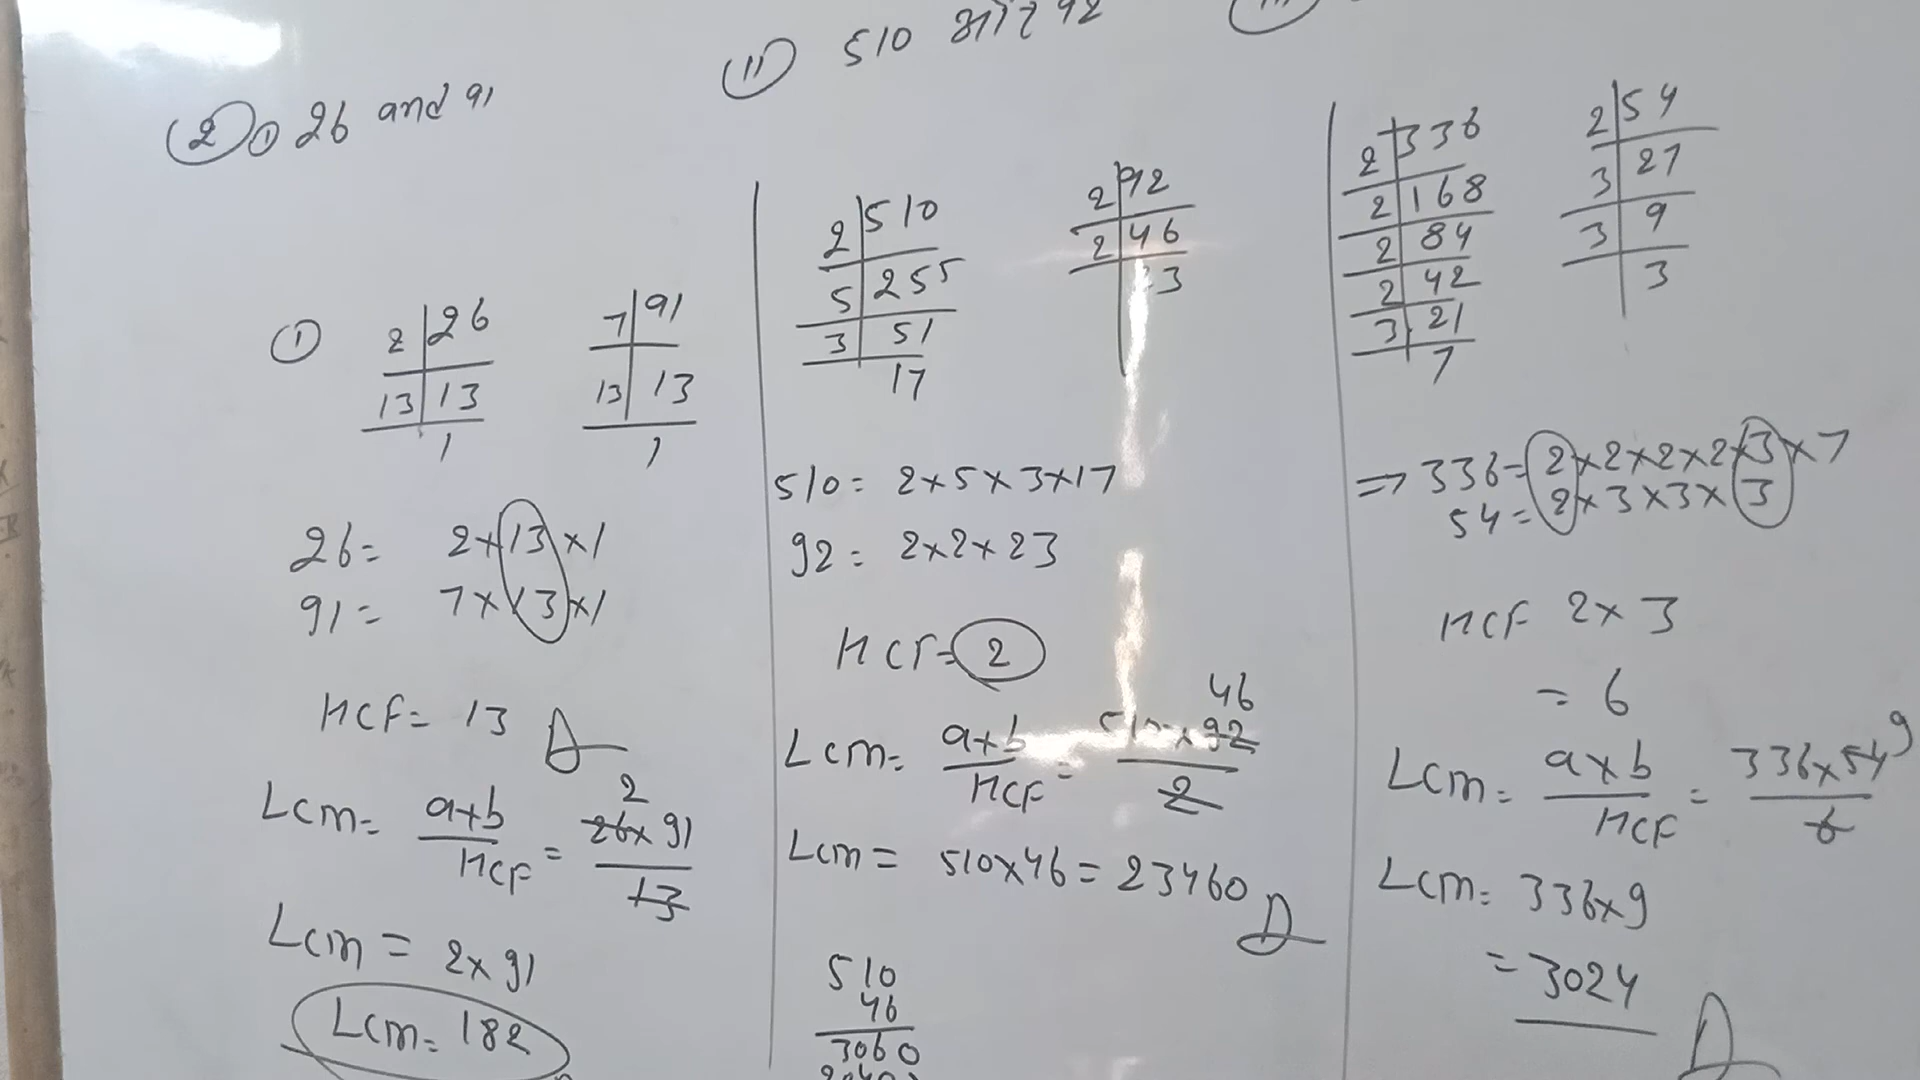 ② ① 26 and 91
① 2 | 26
13 | 13
1
7 | 91
13 | 13
1
26 = 2×13×1
91 = 7×13×1
HCF = 13
Lcm = a×b / HCF = 26×91 / 13
2
Lcm = 2×91
Lcm = 182
(ii) 510 और 92
2 | 510
5 | 255
3 | 51
17
2 | 92
2 | 46
510 = 2×5×3×17
92 = 2×2×23
HCF = 2
46
Lcm = a×b / HCF = 510×92 / 2
Lcm = 510×46 = 23460
510
46
3060
2 | 336
2 | 168
2 | 84
2 | 42
3 | 21
7
2 | 54
3 | 27
3 | 9
3
⇒ 336 = 2×2×2×2×3×7
54 = 2×3×3×3
HCF 2×3
= 6
Lcm = a×b / HCF = 336×54 / 6
9
Lcm = 336×9
= 3024